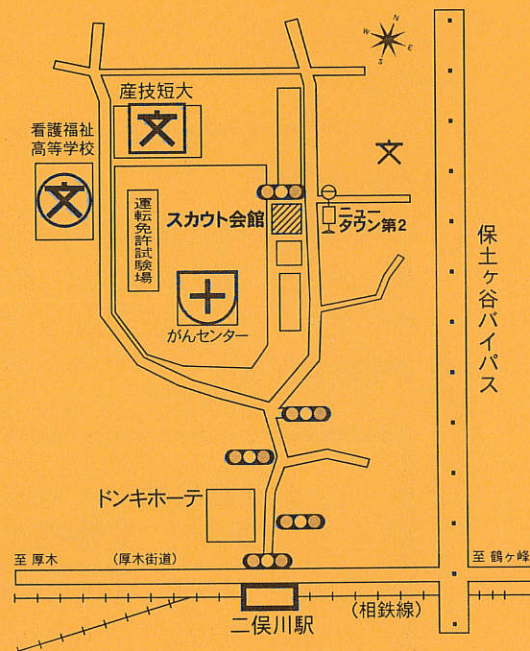 N
W
E
S
産技短大
看護福祉
高等学校
運転免許試験場
スカウト会館
ニュー
タウン第2
がんセンター
保土ヶ谷バイパス
ドンキホーテ
至 厚木
(厚木街道)
至 鶴ヶ峰
二俣川駅
(相鉄線)